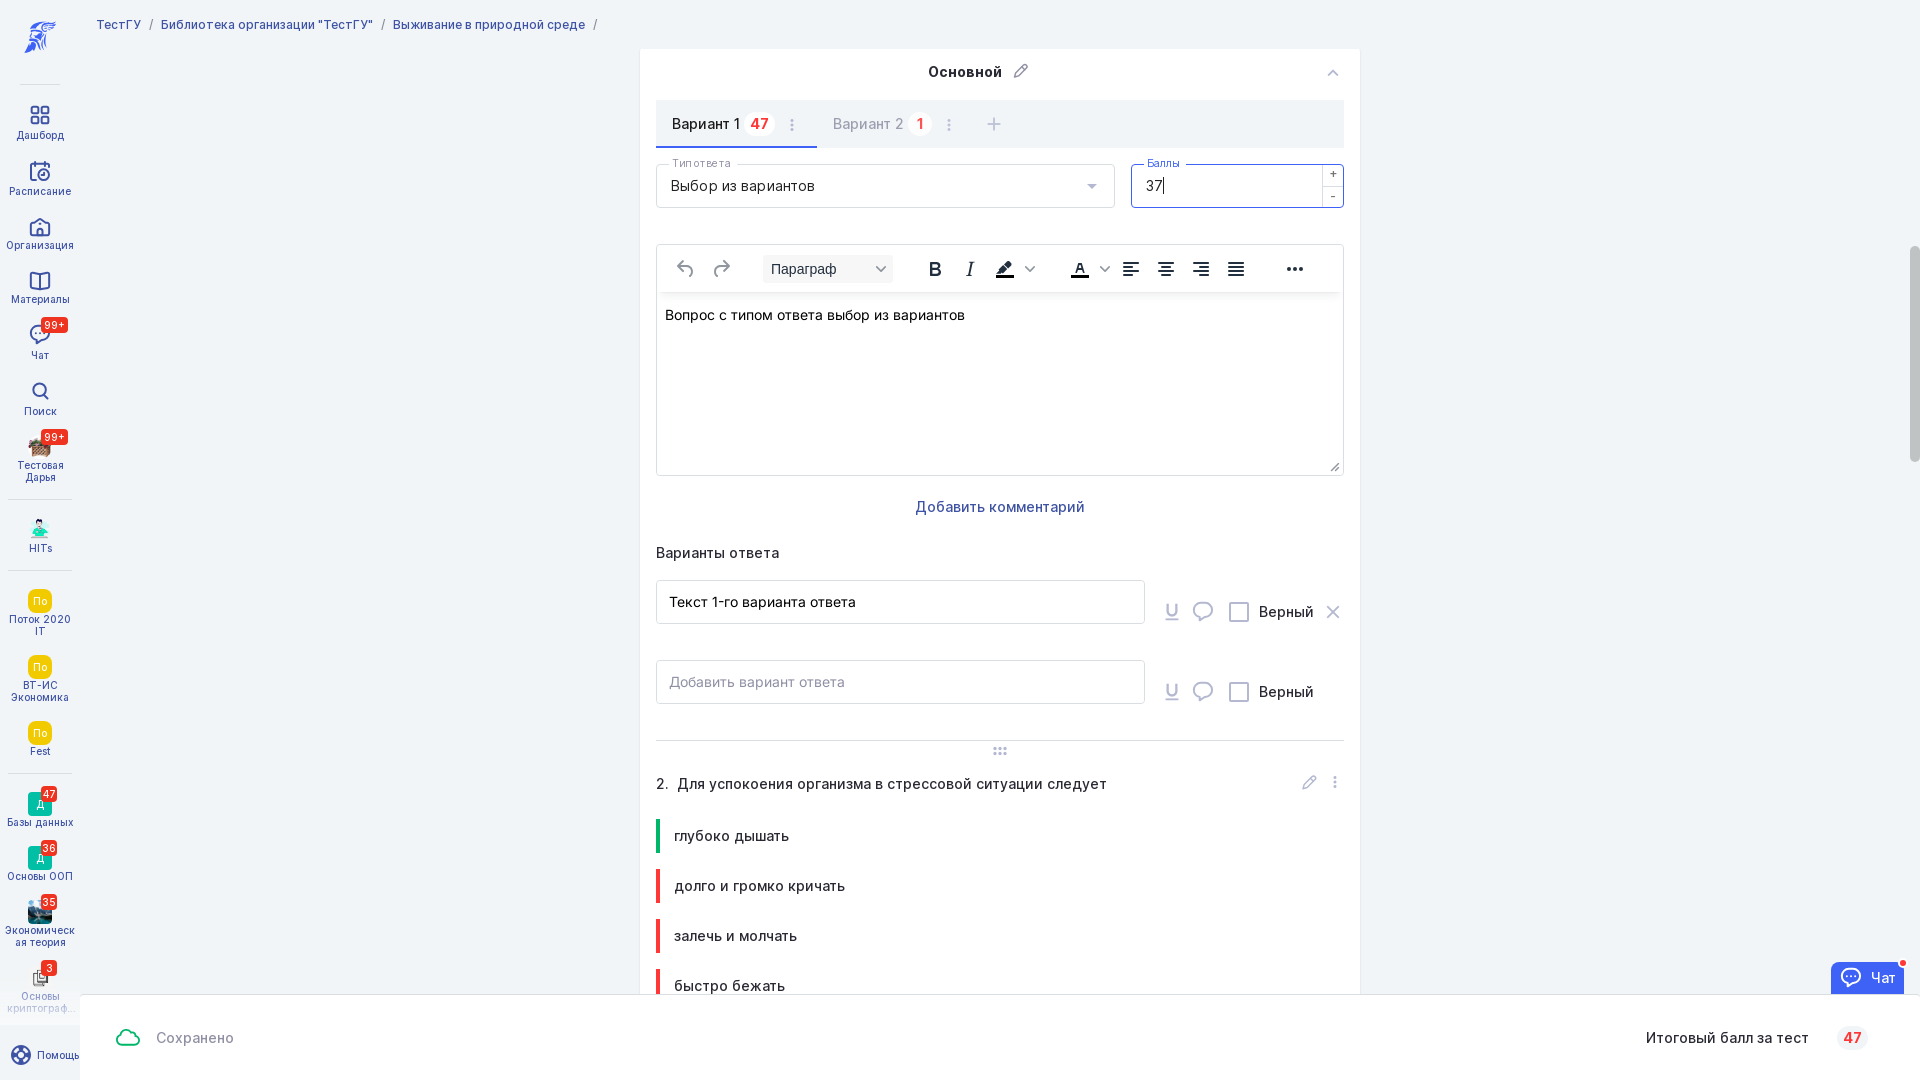 ТестГУ / Библиотека организации "ТестГУ" / Выживание в природной среде /
Дашборд
Расписание
Организация
Материалы
99+
Чат
Поиск
99+
Тестовая
Дарья
HITs
По
Поток 2020
IT
По
ВТ-ИС
Экономика
По
Fest
47
Д
Базы данных
36
Д
Основы ООП
35
Экономическ
ая теория
3
Основы
криптограф...
Помощь
Основной
Вариант 1 47
Вариант 2 1
Тип ответа
Выбор из вариантов
Баллы
37
+
-
Параграф
B I A
Вопрос с типом ответа выбор из вариантов
Добавить комментарий
Варианты ответа
Текст 1-го варианта ответа
Верный
Добавить вариант ответа
Верный
2. Для успокоения организма в стрессовой ситуации следует
глубоко дышать
долго и громко кричать
залечь и молчать
быстро бежать
Чат
Сохранено
Итоговый балл за тест 47